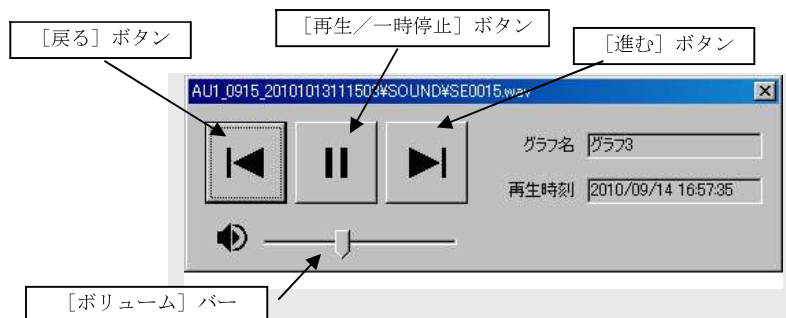 ［再生／一時停止］ボタン
［戻る］ボタン
［進む］ボタン
AU1_0915_20101013111503¥SOUND¥SE0015.wav
グラフ名 グラフ3
再生時刻 2010/09/14 16:57:35
［ボリューム］バー